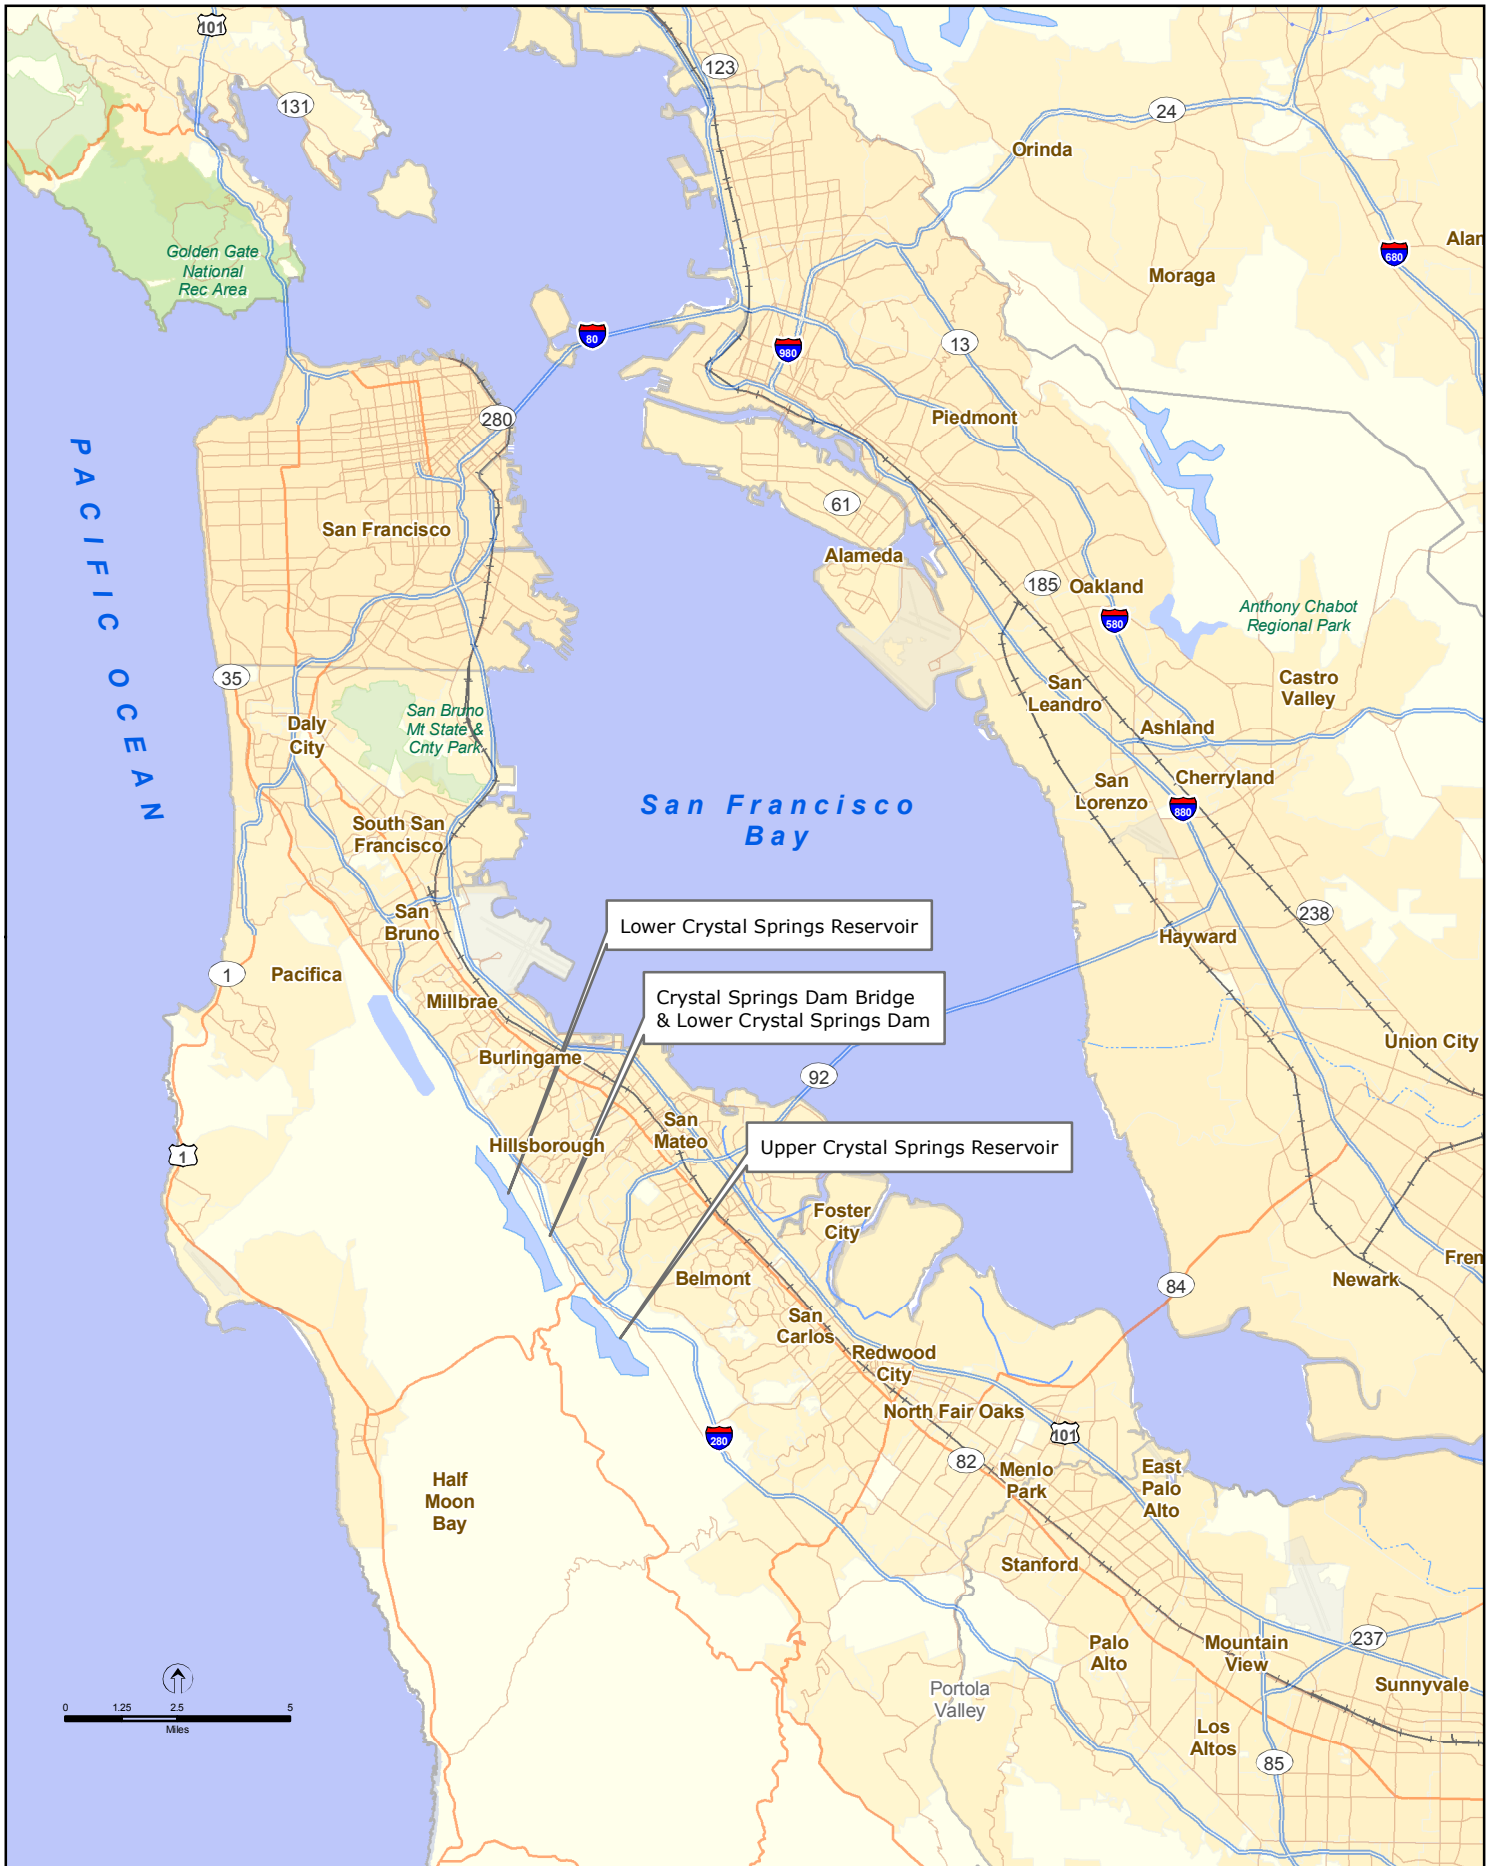 101
123
131
24
Orinda
Golden Gate
National
Rec Area
680
Alan
Moraga
80
980
13
280
Piedmont
PACIFIC OCEAN
San Francisco
61
Alameda
185
Oakland
580
Anthony Chabot
Regional Park
35
San
Leandro
Castro
Valley
Daly
City
San Bruno
Mt State &
Cnty Park
Ashland
San
Lorenzo
Cherryland
880
San Francisco
Bay
South San
Francisco
San
Bruno
Lower Crystal Springs Reservoir
238
Hayward
1
Pacifica
Millbrae
Crystal Springs Dam Bridge
& Lower Crystal Springs Dam
Burlingame
Union City
92
San
Mateo
1
Hillsborough
Upper Crystal Springs Reservoir
Foster
City
Belmont
84
Newark
Frem
San
Carlos
Redwood
City
North Fair Oaks
280
101
82
Menlo
Park
East
Palo
Alto
Half
Moon
Bay
Stanford
Palo
Alto
Mountain
View
237
Sunnyvale
Portola
Valley
Los
Altos
85
0 1.25 2.5 5
Miles